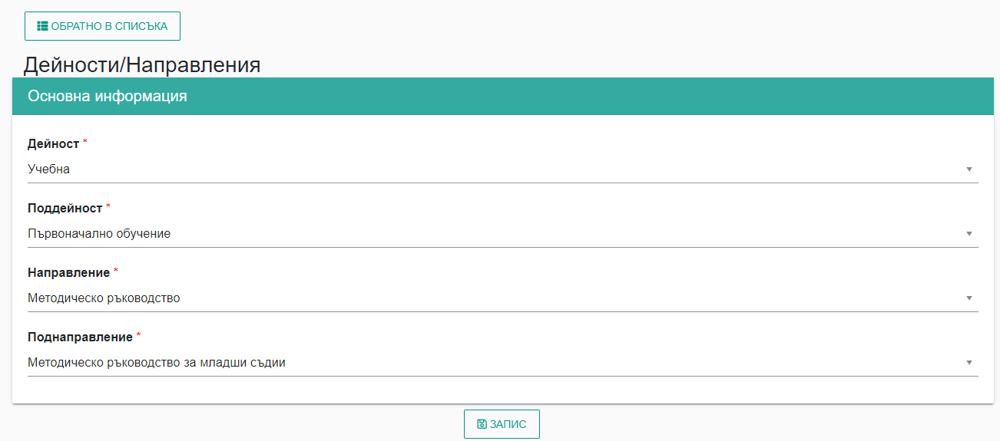 ОБРАТНО В СПИСЪКА
Дейности/Направления
Основна информация
Дейност *
Учебна
Поддейност *
Първоначално обучение
Направление *
Методическо ръководство
Поднаправление *
Методическо ръководство за младши съдии
ЗАПИС